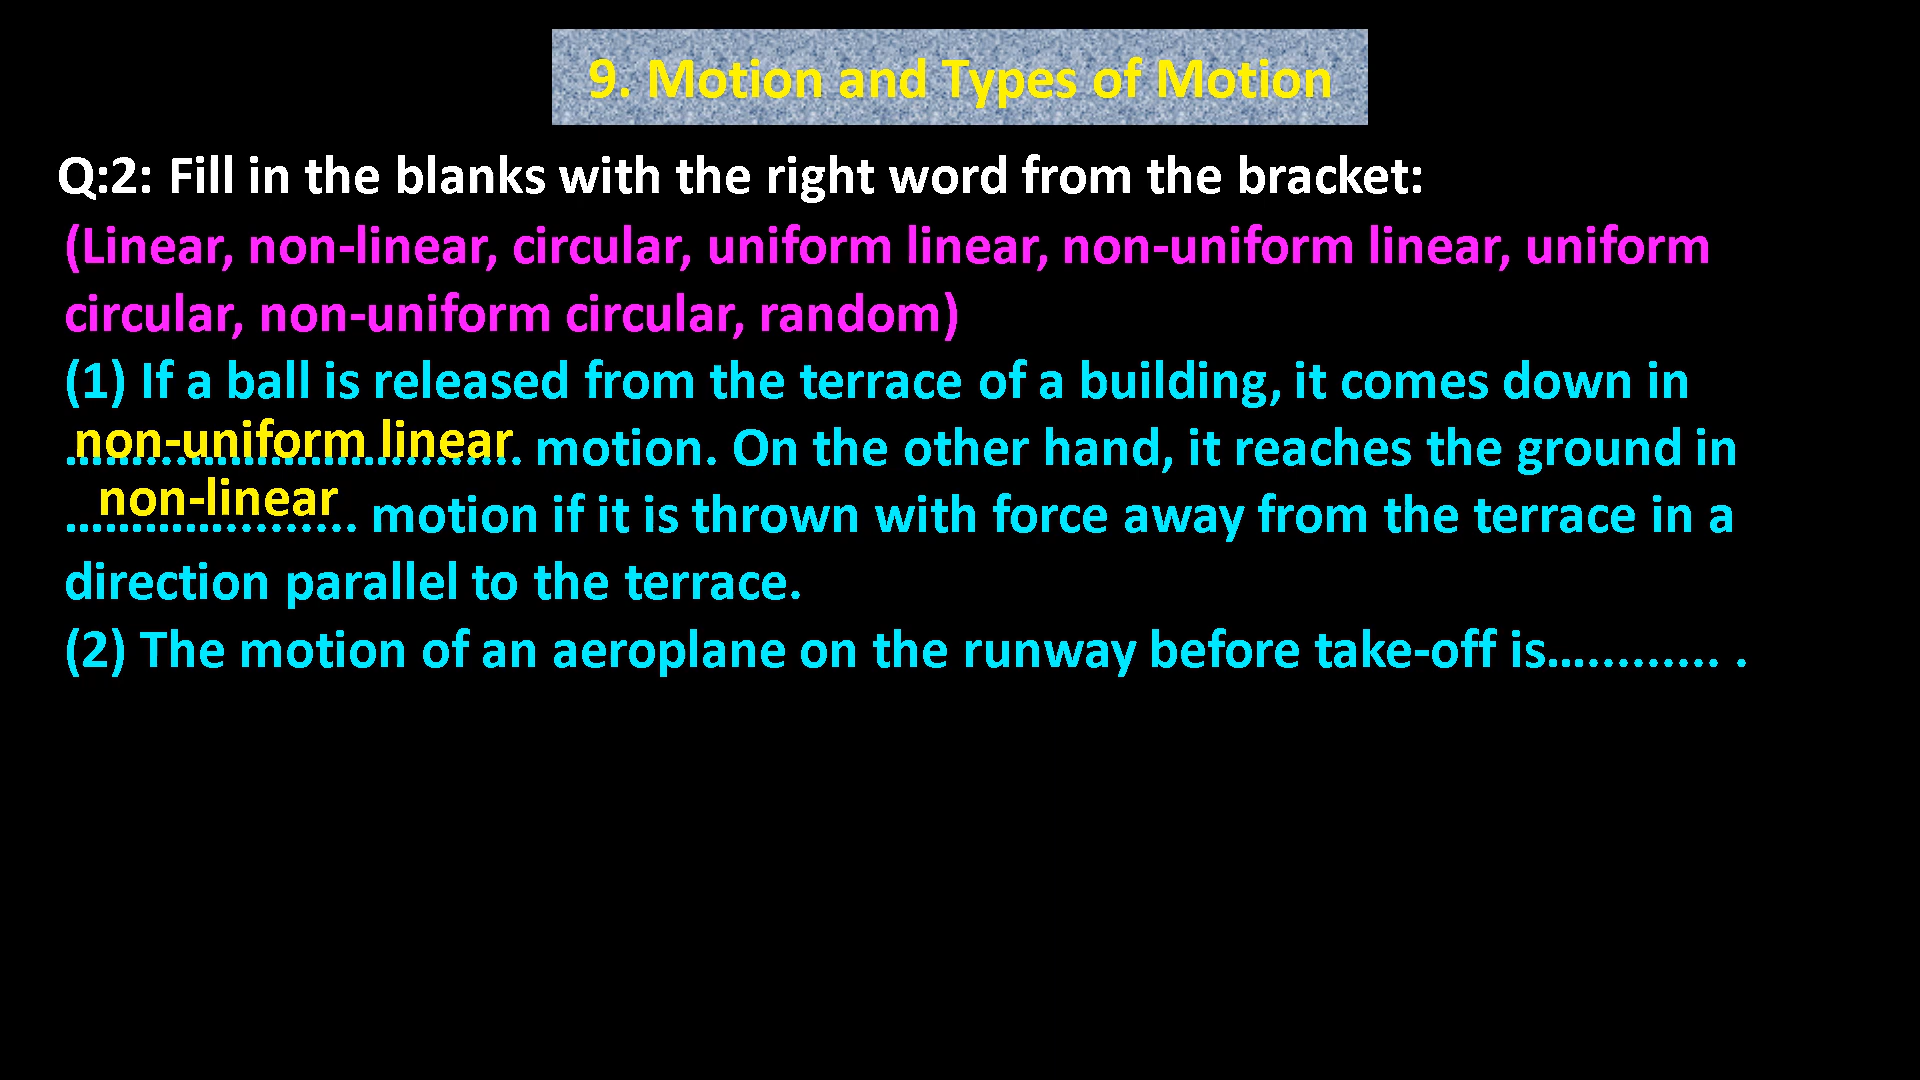 9. Motion and Types of Motion
Q:2: Fill in the blanks with the right word from the bracket:
(Linear, non-linear, circular, uniform linear, non-uniform linear, uniform
circular, non-uniform circular, random)
(1) If a ball is released from the terrace of a building, it comes down in
non-uniform linear motion. On the other hand, it reaches the ground in
non-linear motion if it is thrown with force away from the terrace in a
direction parallel to the terrace.
(2) The motion of an aeroplane on the runway before take-off is…......... .